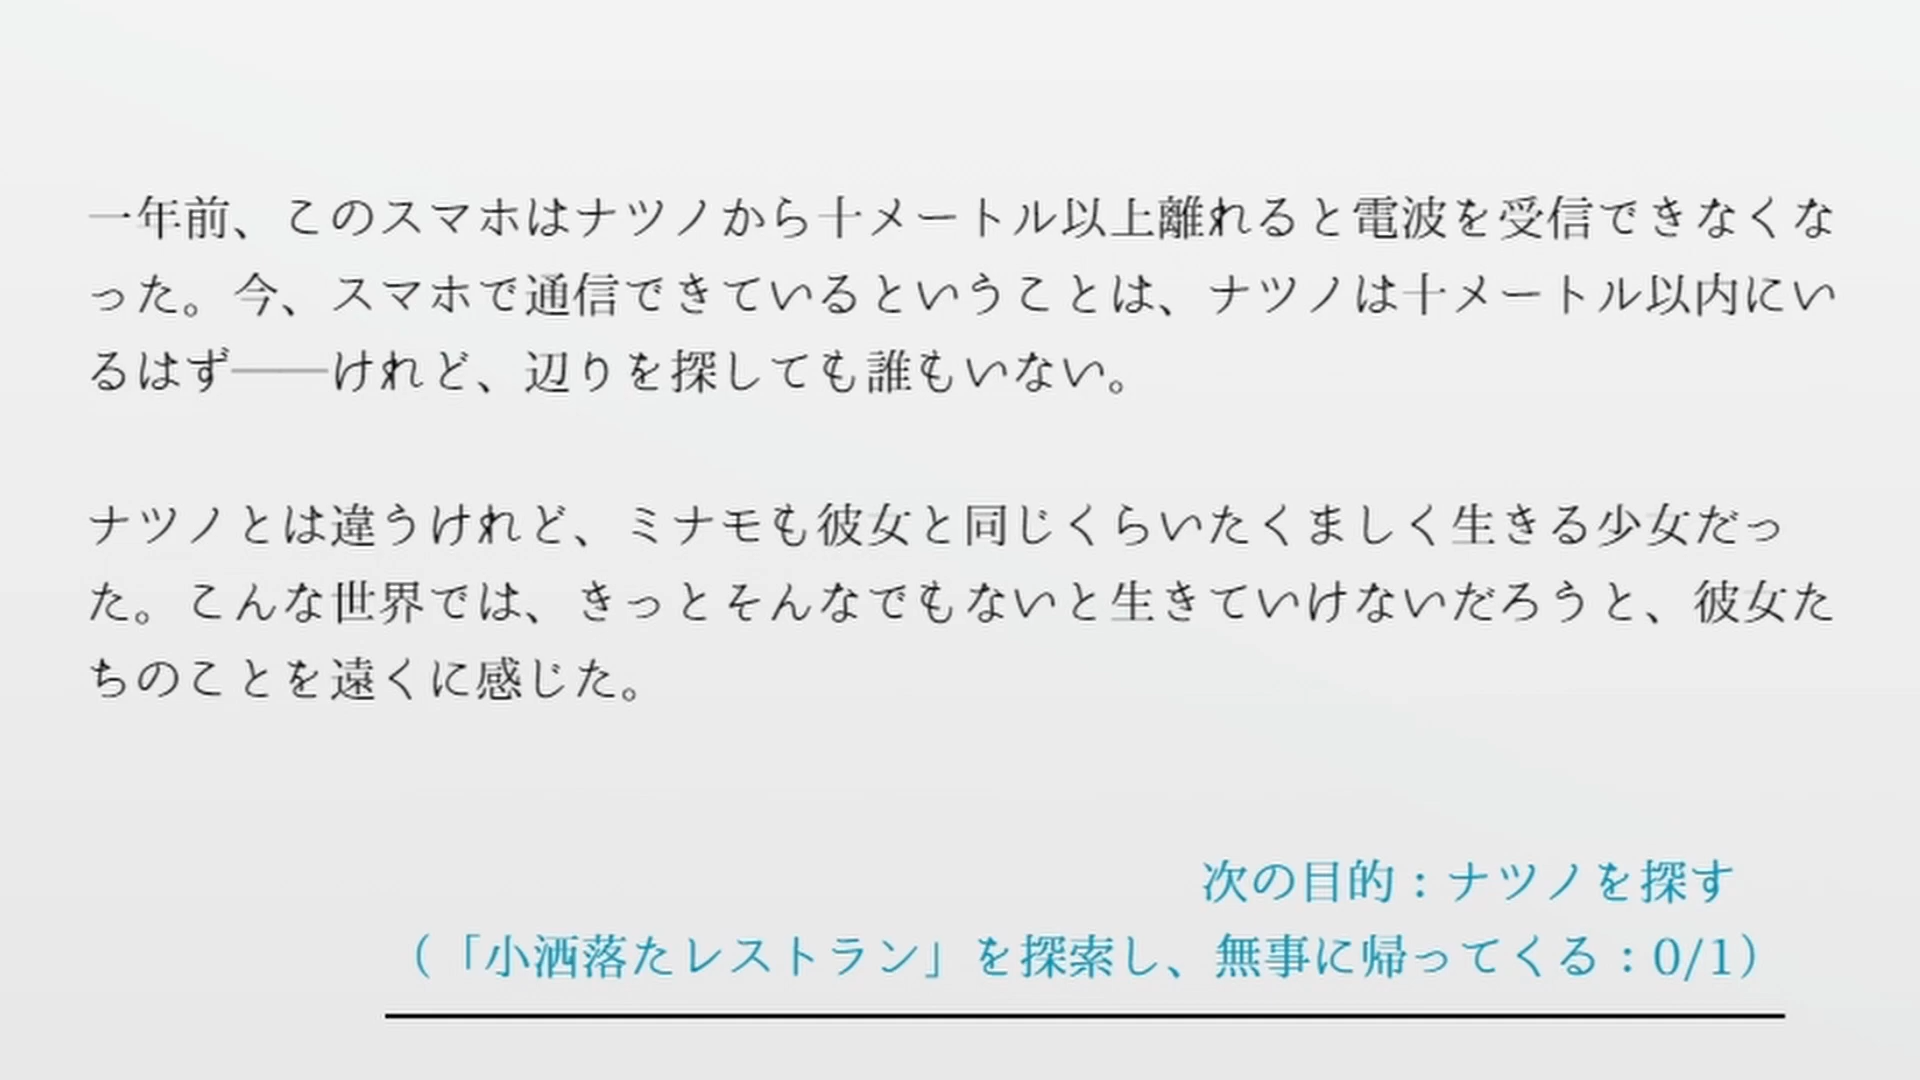 一年前、このスマホはナツノから十メートル以上離れると電波を受信できなくな
った。今、スマホで通信できているということは、ナツノは十メートル以内にい
るはず――けれど、辺りを探しても誰もいない。
ナツノとは違うけれど、ミナモも彼女と同じくらいたくましく生きる少女だっ
た。こんな世界では、きっとそんなでもないと生きていけないだろうと、彼女た
ちのことを遠くに感じた。
次の目的：ナツノを探す
（「小洒落たレストラン」を探索し、無事に帰ってくる：0/1）